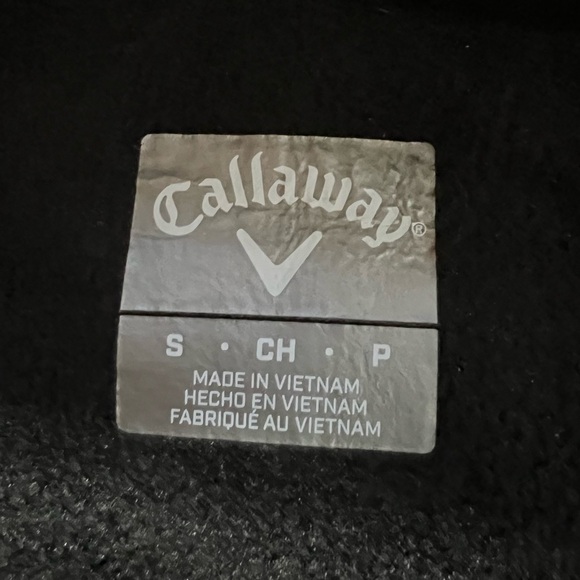 Callaway®
S • CH • P
MADE IN VIETNAM
HECHO EN VIETNAM
FABRIQUÉ AU VIETNAM